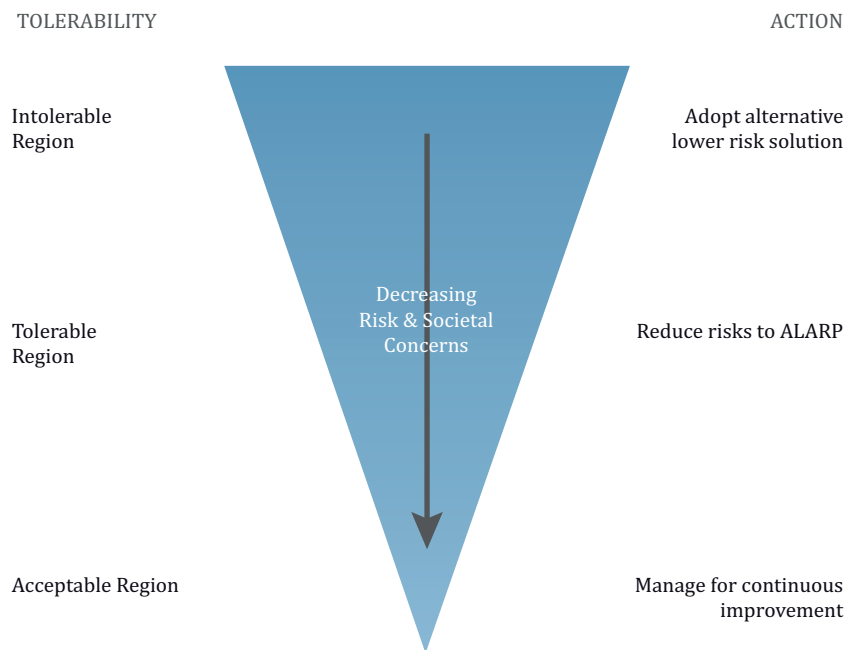 TOLERABILITY
ACTION
Intolerable
Region
Adopt alternative
lower risk solution
Decreasing
Risk & Societal
Concerns
Tolerable
Region
Reduce risks to ALARP
Acceptable Region
Manage for continuous
improvement